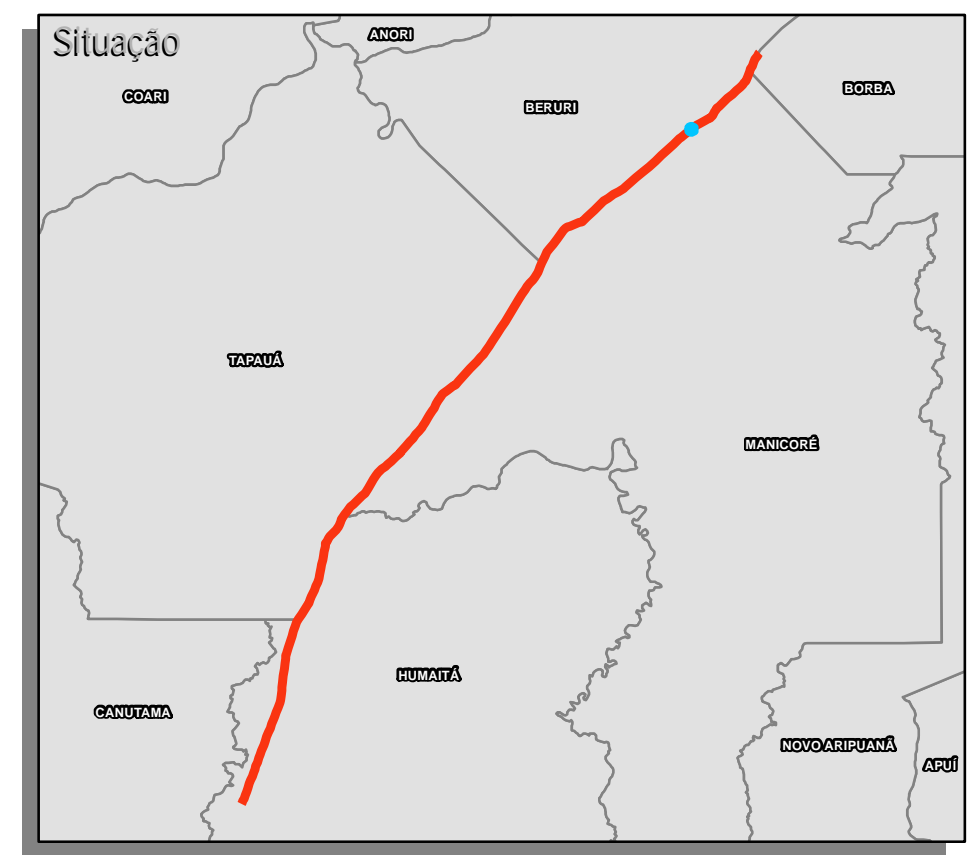 Situação
ANORI
COARI
BERURI
BORBA
TAPAUÁ
MANICORÉ
HUMAITÁ
CANUTAMA
NOVO ARIPUANÃ
APUÍ